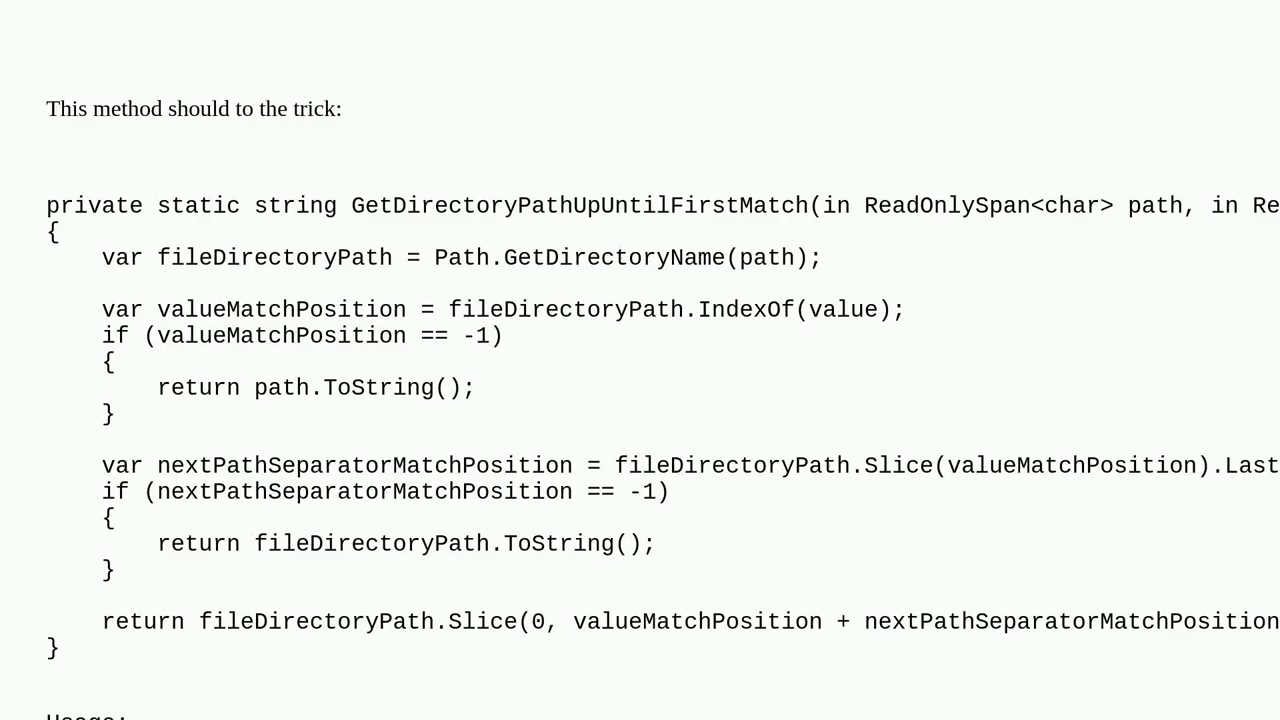 This method should to the trick:
private static string GetDirectoryPathUpUntilFirstMatch(in ReadOnlySpan<char> path, in Re
{
    var fileDirectoryPath = Path.GetDirectoryName(path);
    var valueMatchPosition = fileDirectoryPath.IndexOf(value);
    if (valueMatchPosition == -1)
    {
        return path.ToString();
    }
    var nextPathSeparatorMatchPosition = fileDirectoryPath.Slice(valueMatchPosition).Last
    if (nextPathSeparatorMatchPosition == -1)
    {
        return fileDirectoryPath.ToString();
    }
    return fileDirectoryPath.Slice(0, valueMatchPosition + nextPathSeparatorMatchPosition
}
Usage: